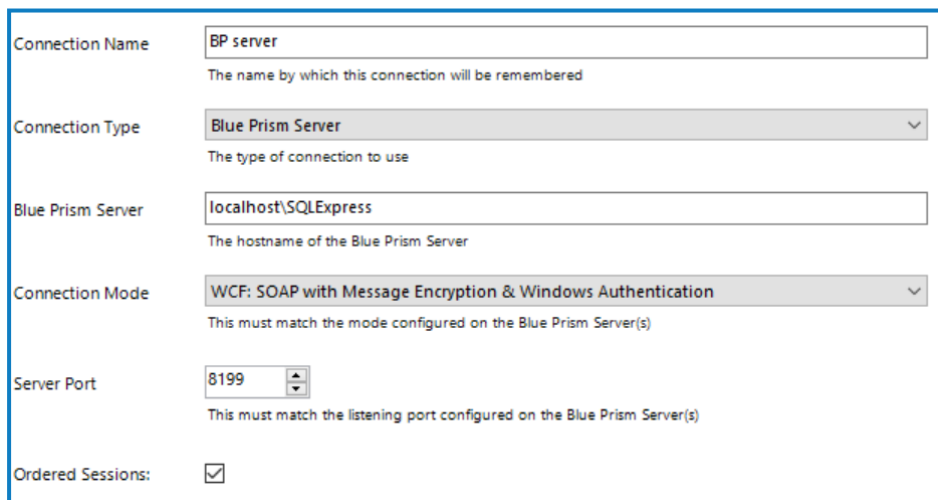 Connection Name
BP server
The name by which this connection will be remembered
Connection Type
Blue Prism Server
The type of connection to use
Blue Prism Server
localhost\SQLExpress
The hostname of the Blue Prism Server
Connection Mode
WCF: SOAP with Message Encryption & Windows Authentication
This must match the mode configured on the Blue Prism Server(s)
Server Port
8199
This must match the listening port configured on the Blue Prism Server(s)
Ordered Sessions: